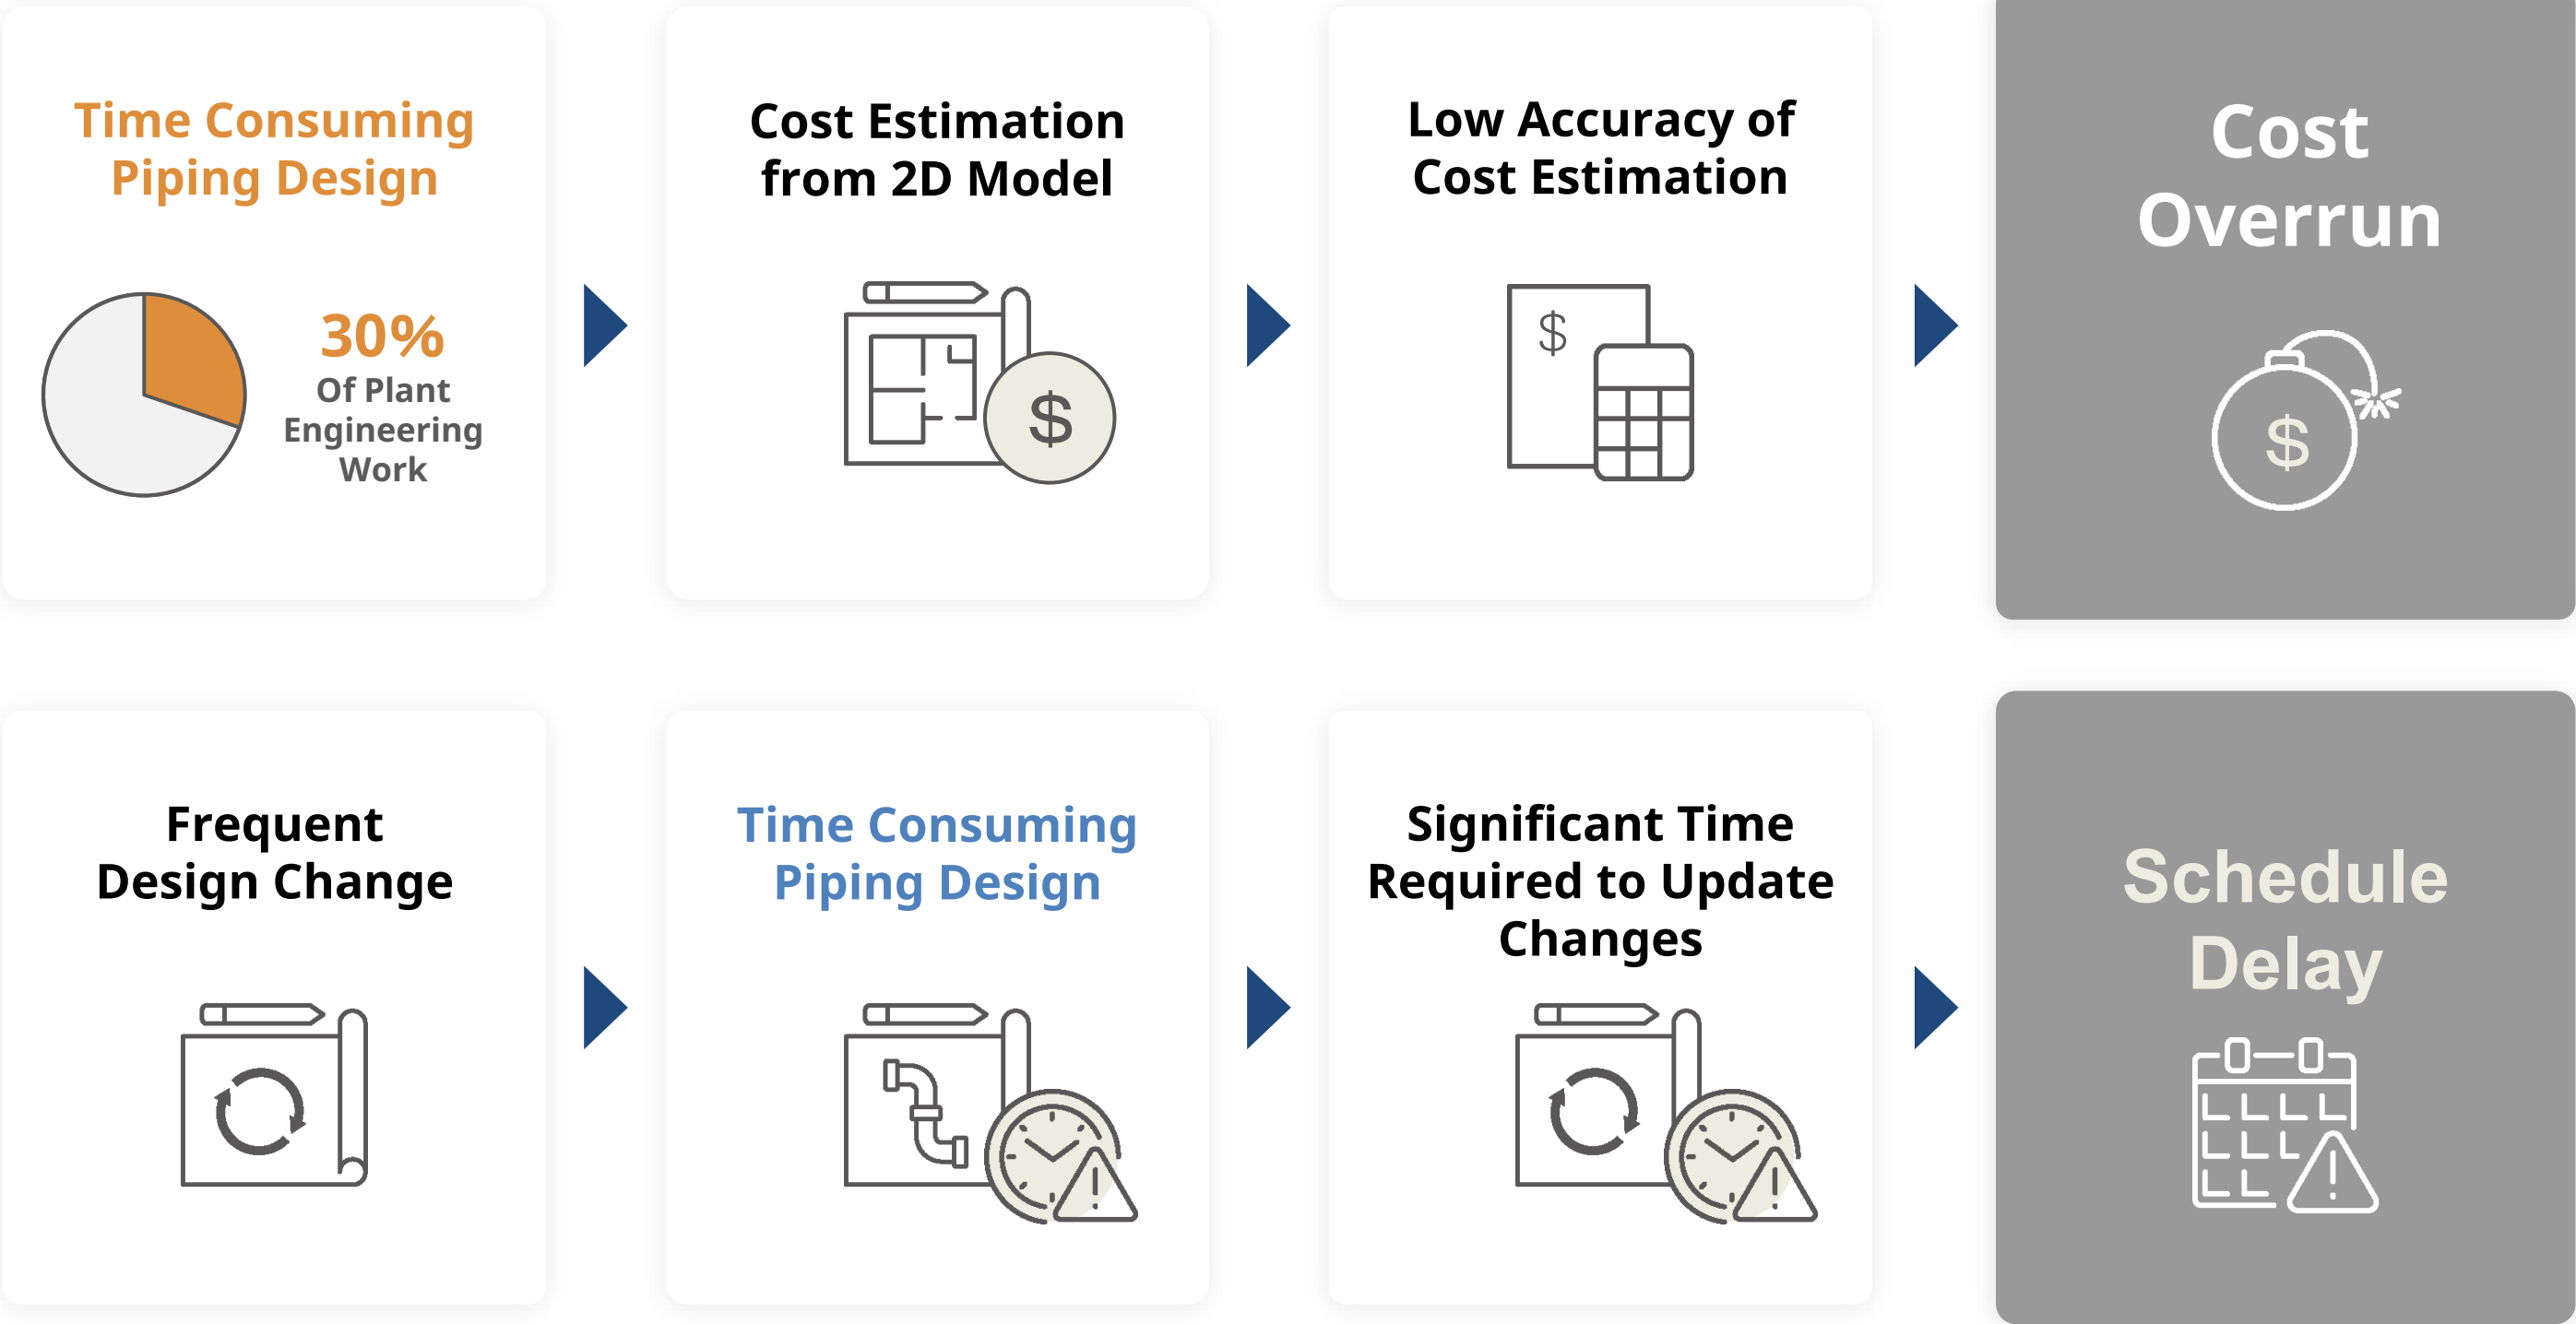 Time Consuming
Piping Design
30%
Of Plant
Engineering
Work
Cost Estimation
from 2D Model
$
Low Accuracy of
Cost Estimation
$
Cost
Overrun
$
Frequent
Design Change
Time Consuming
Piping Design
Significant Time
Required to Update
Changes
Schedule
Delay